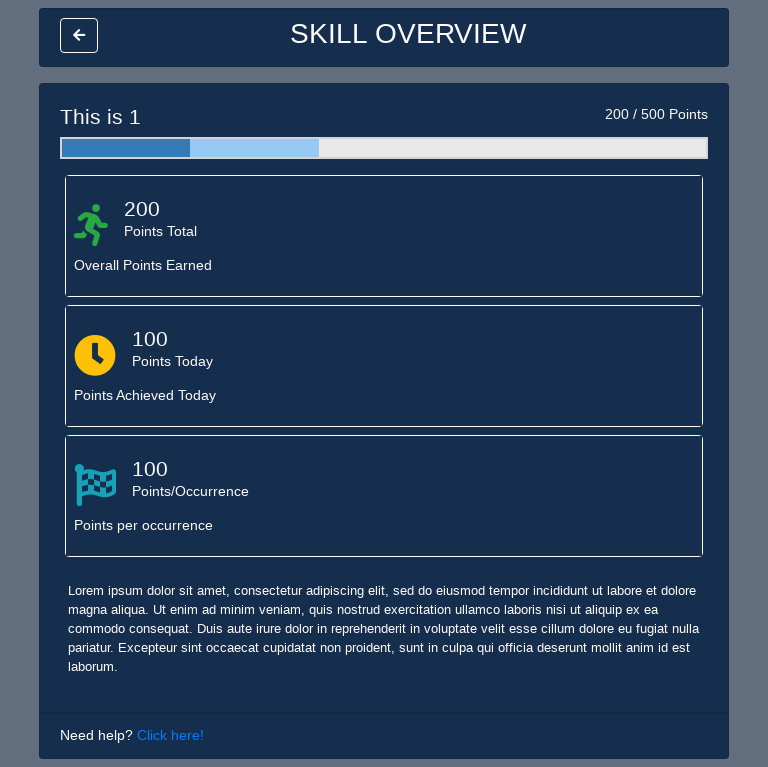 SKILL OVERVIEW
This is 1
200 / 500 Points
200
Points Total
Overall Points Earned
100
Points Today
Points Achieved Today
100
Points/Occurrence
Points per occurrence
Lorem ipsum dolor sit amet, consectetur adipiscing elit, sed do eiusmod tempor incididunt ut labore et dolore
magna aliqua. Ut enim ad minim veniam, quis nostrud exercitation ullamco laboris nisi ut aliquip ex ea
commodo consequat. Duis aute irure dolor in reprehenderit in voluptate velit esse cillum dolore eu fugiat nulla
pariatur. Excepteur sint occaecat cupidatat non proident, sunt in culpa qui officia deserunt mollit anim id est
laborum.
Need help? Click here!